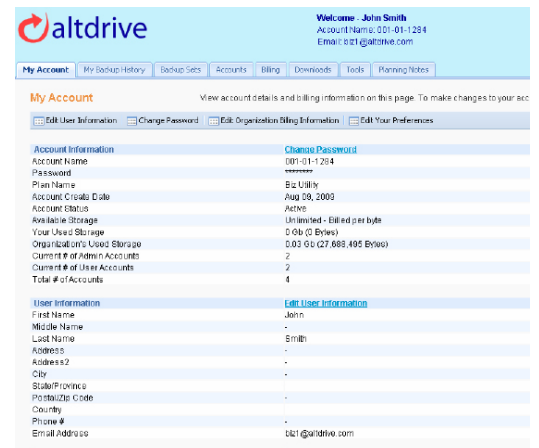 altdrive
Welcome - John Smith
Account Name: 001-01-1284
Email: biz1@altdrive.com
My Account My Backup History Backup Sets Accounts Billing Downloads Tools Planning Notes
My Account View account details and billing information on this page. To make changes to your acc
Edit User Information Change Password Edit Organization Billing Information Edit Your Preferences
Account Information Change Password
Account Name 001-01-1284
Password ********
Plan Name Biz Utility
Account Create Date Aug 09, 2009
Account Status Active
Available Storage Unlimited - Billed per byte
Your Used Storage 0 Gb (0 Bytes)
Organization's Used Storage 0.03 Gb (27,688,495 Bytes)
Current # of Admin Accounts 2
Current # of User Accounts 2
Total # of Accounts 4
User Information Edit User Information
First Name John
Middle Name -
Last Name Smith
Address -
Address2 -
City -
State/Province
Postal/Zip Code
Country
Phone # -
Email Address biz1@altdrive.com